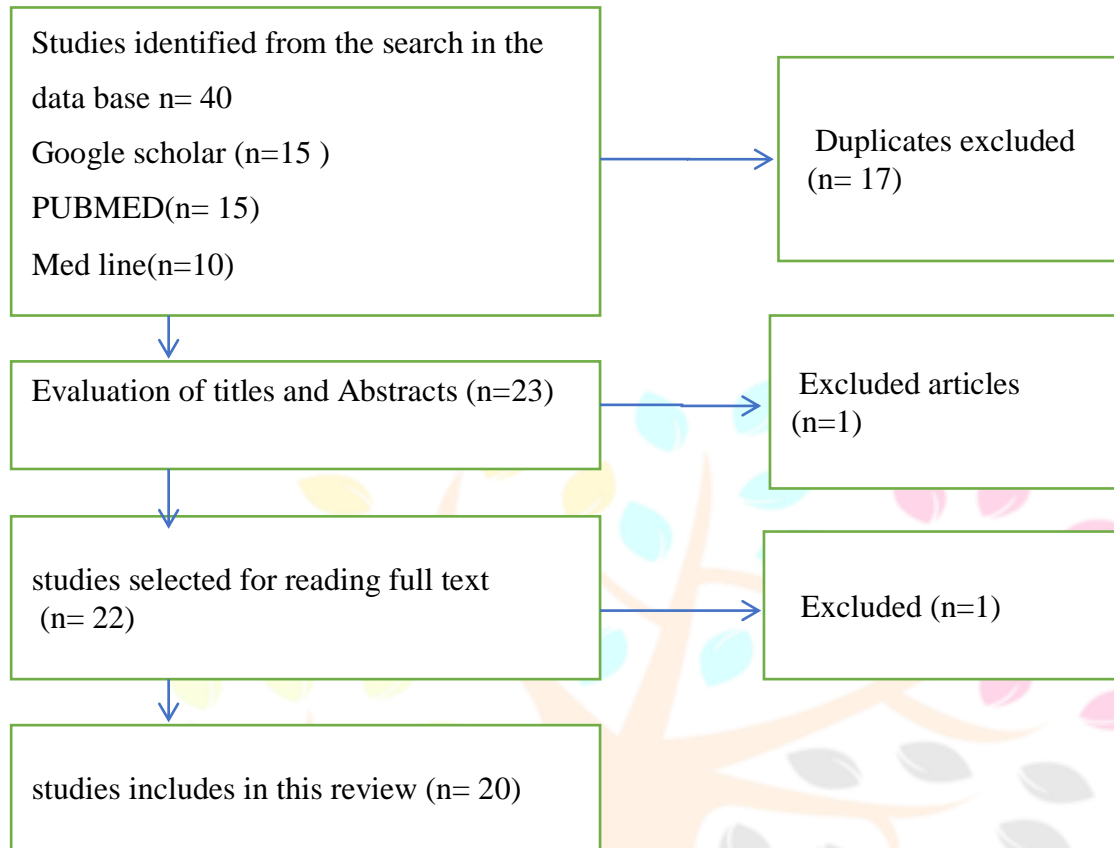 Studies identified from the search in the
data base n= 40
Google scholar (n=15 )
PUBMED(n= 15)
Med line(n=10)
Duplicates excluded
(n= 17)
Evaluation of titles and Abstracts (n=23)
Excluded articles
(n=1)
studies selected for reading full text
(n= 22)
Excluded (n=1)
studies includes in this review (n= 20)